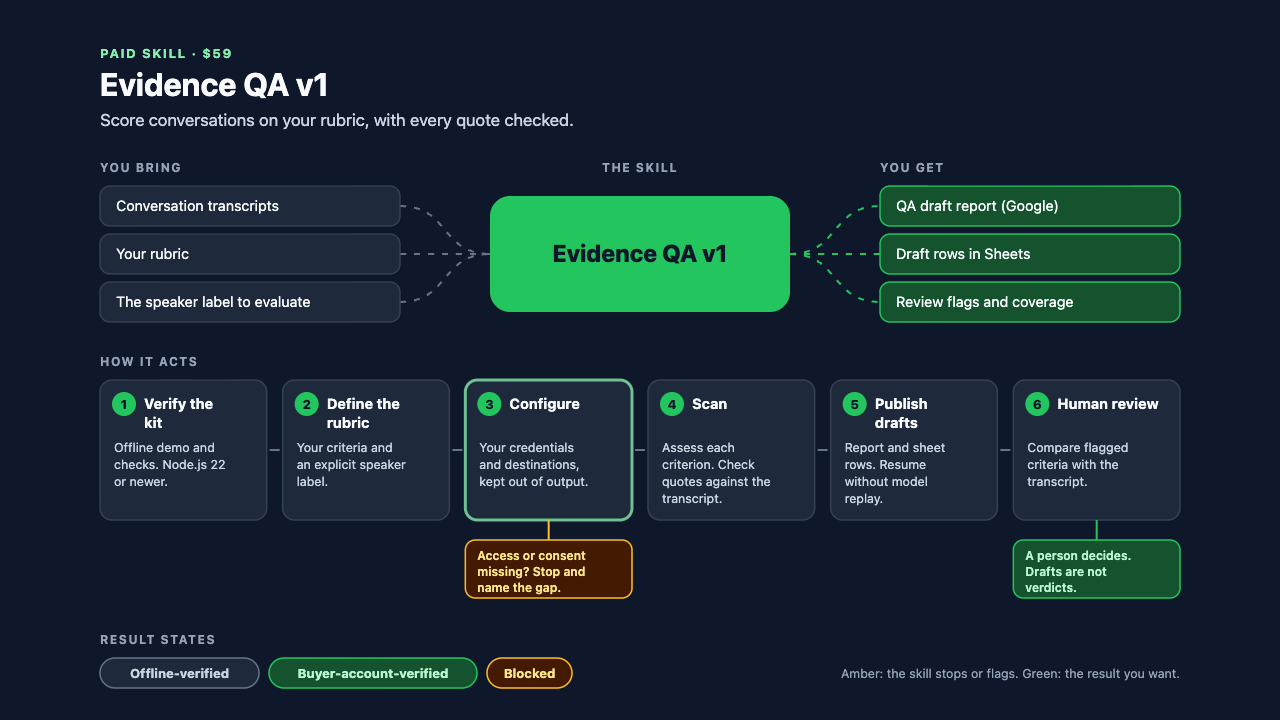 PAID SKILL · $59
Evidence QA v1
Score conversations on your rubric, with every quote checked.
YOU BRING
THE SKILL
YOU GET
Conversation transcripts
Your rubric
The speaker label to evaluate
Evidence QA v1
QA draft report (Google)
Draft rows in Sheets
Review flags and coverage
HOW IT ACTS
1
Verify the
kit
Offline demo and
checks. Node.js 22
or newer.
2
Define the
rubric
Your criteria and
an explicit speaker
label.
3
Configure
Your credentials
and destinations,
kept out of output.
4
Scan
Assess each
criterion. Check
quotes against the
transcript.
5
Publish
drafts
Report and sheet
rows. Resume
without model
replay.
6
Human review
Compare flagged
criteria with the
transcript.
Access or consent
missing? Stop and
name the gap.
A person decides.
Drafts are not
verdicts.
RESULT STATES
Offline-verified
Buyer-account-verified
Blocked
Amber: the skill stops or flags. Green: the result you want.